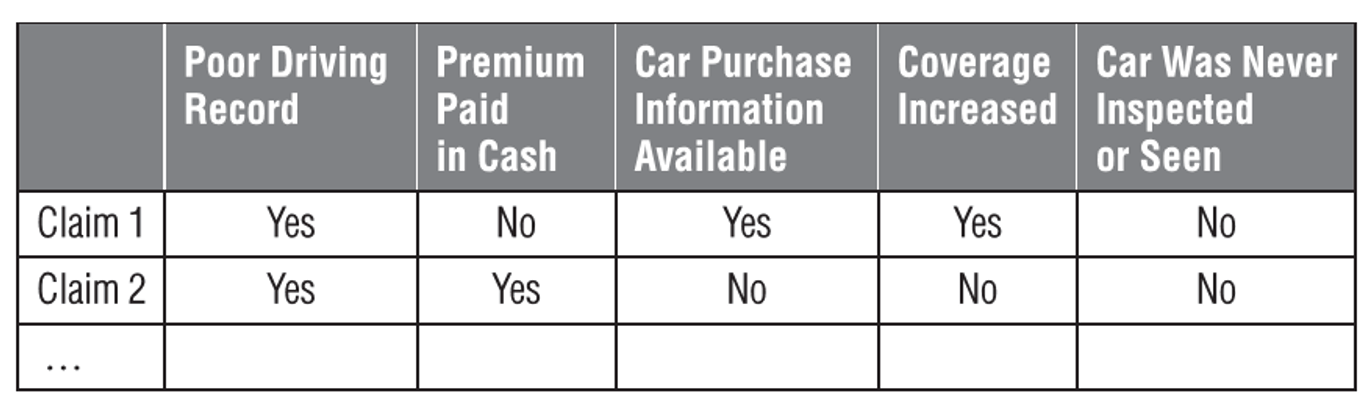 Poor Driving Record | Premium Paid in Cash | Car Purchase Information Available | Coverage Increased | Car Was Never Inspected or Seen
Claim 1 | Yes | No | Yes | Yes | No
Claim 2 | Yes | Yes | No | No | No
...